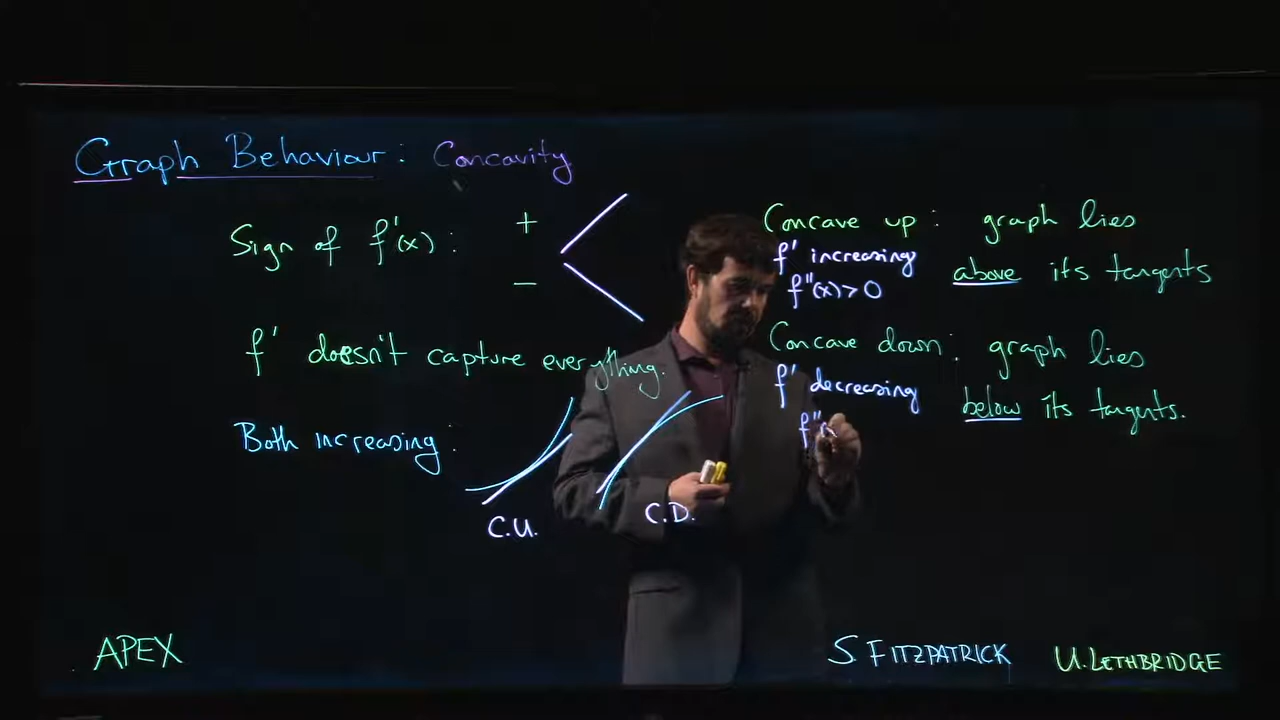 Graph Behaviour: Concavity
Sign of f'(x): + −
f' doesn't capture everything.
Both increasing:
C.U. C.D.
Concave up: graph lies
above its tangents
f' increasing
f"(x)>0
Concave down: graph lies
below its tangents.
f' decreasing
f"(
APEX
S FITZPATRICK
U. LETHBRIDGE